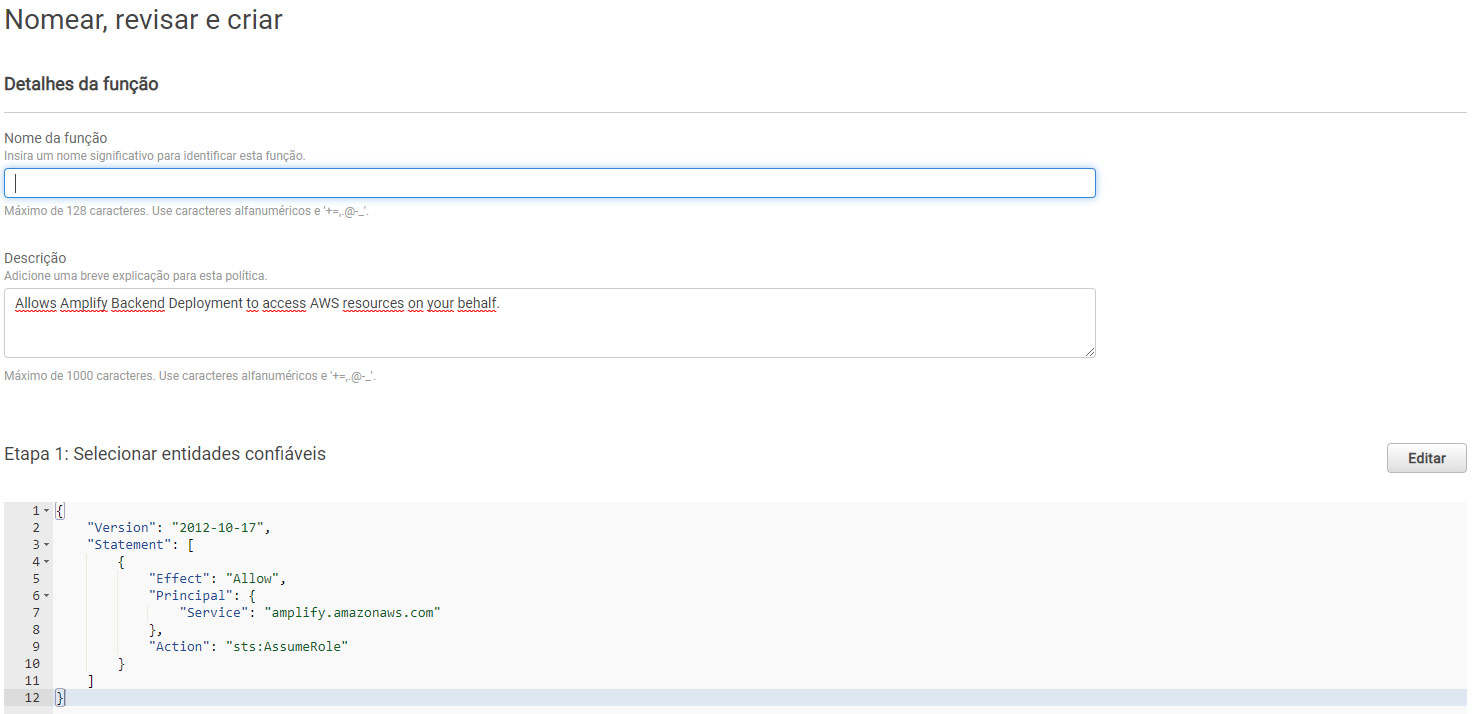 Nomear, revisar e criar
Detalhes da função
Nome da função
Insira um nome significativo para identificar esta função.
Máximo de 128 caracteres. Use caracteres alfanuméricos e '+=,.@-_'.
Descrição
Adicione uma breve explicação para esta política.
Allows Amplify Backend Deployment to access AWS resources on your behalf.
Máximo de 1000 caracteres. Use caracteres alfanuméricos e '+=,.@-_'.
Etapa 1: Selecionar entidades confiáveis
Editar
1 {
2 "Version": "2012-10-17",
3 "Statement": [
4 {
5 "Effect": "Allow",
6 "Principal": {
7 "Service": "amplify.amazonaws.com"
8 },
9 "Action": "sts:AssumeRole"
10 }
11 ]
12 }